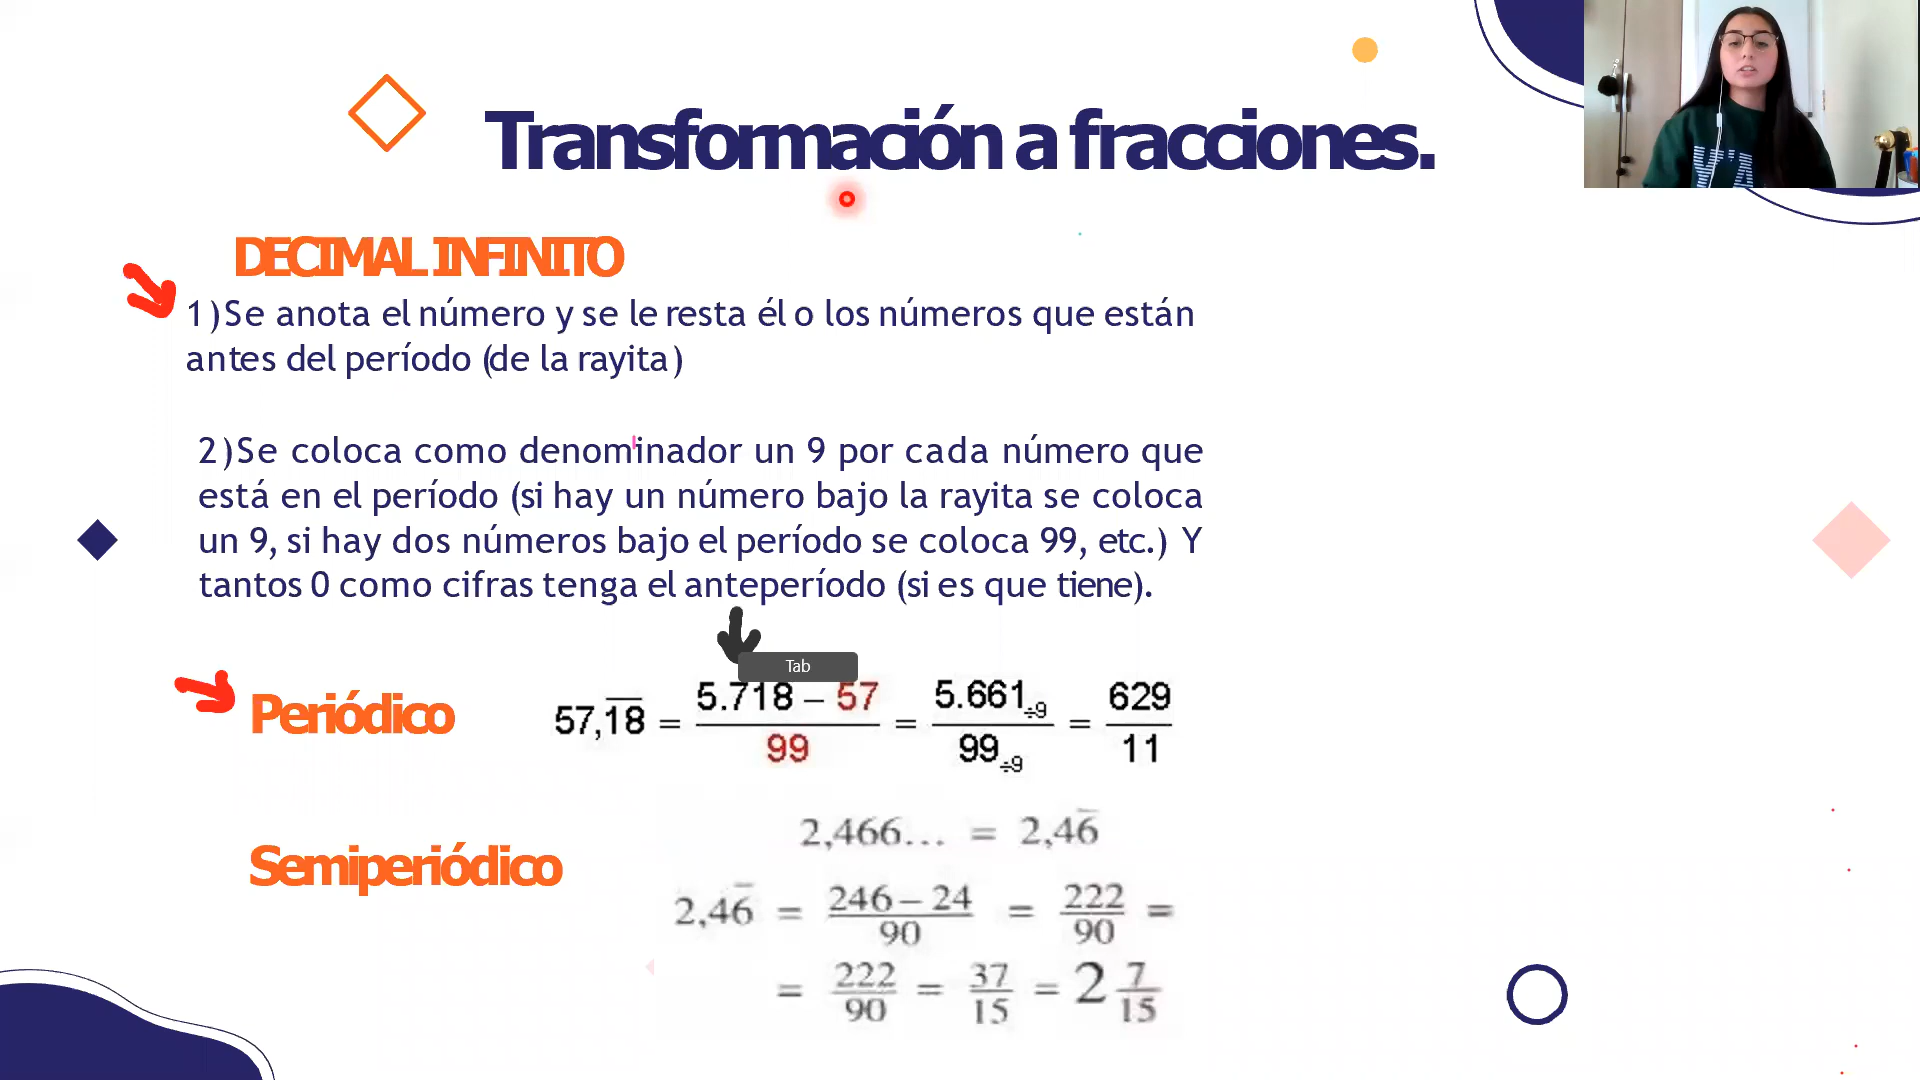 Transformación a fracciones.
DECIMAL INFINITO
1)Se anota el número y se le resta él o los números que están
antes del período (de la rayita)
2)Se coloca como denominador un 9 por cada número que
está en el período (si hay un número bajo la rayita se coloca
un 9, si hay dos números bajo el período se coloca 99, etc.) Y
tantos 0 como cifras tenga el anteperíodo (si es que tiene).
Tab
Periódico
57,1̅8̅ = (5.718 – 57)/99 = 5.661÷9/99÷9 = 629/11
Semiperiódico
2,466... = 2,46̅
2,46̅ = (246 – 24)/90 = 222/90 =
= 222/90 = 37/15 = 2 7/15